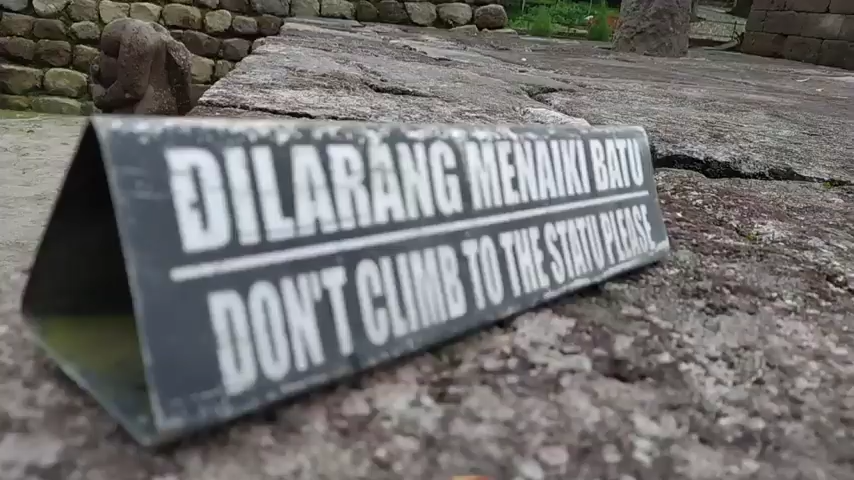 DILARANG MENAIKI BATU
DON'T CLIMB TO THE STATU PLEASE